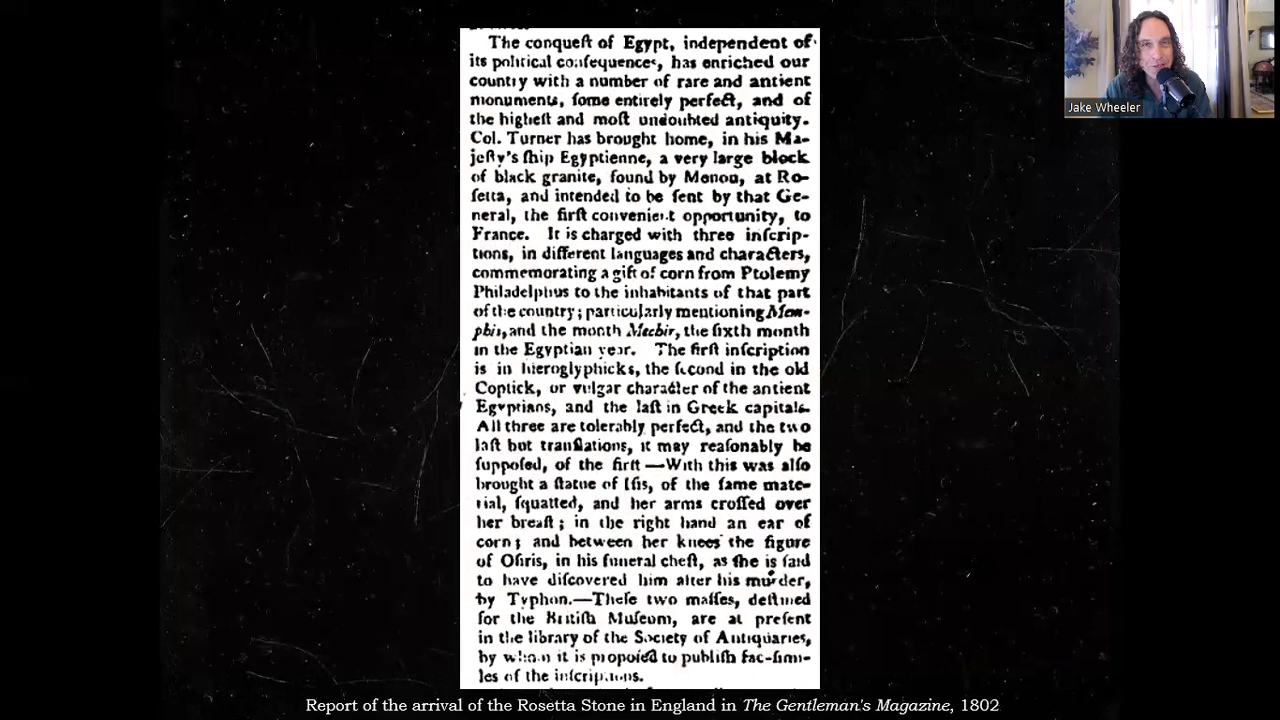 The conqueſt of Egypt, independent of
its political conſequences, has enriched our
country with a number of rare and antient
monuments, ſome entirely perfect, and of
the higheſt and moſt undoubted antiquity.
Col. Turner has brought home, in his Ma-
jeſty's ſhip Egyptienne, a very large block
of black granite, found by Menou, at Ro-
ſetta, and intended to be ſent by that Ge-
neral, the firſt convenient opportunity, to
France. It is charged with three inſcrip-
tions, in different languages and characters,
commemorating a gift of corn from Ptolemy
Philadelphus to the inhabitants of that part
of the country; particularly mentioning Mem-
phis, and the month Mechir, the ſixth month
in the Egyptian year. The firſt inſcription
is in hieroglyphicks, the ſecond in the old
Coptick, or vulgar character of the antient
Egyptians, and the laſt in Greek capitals.
All three are tolerably perfect, and the two
laſt but tranſlations, it may reaſonably be
ſuppoſed, of the firſt —With this was alſo
brought a ſtatue of Iſis, of the ſame mate-
rial, ſquatted, and her arms croſſed over
her breaſt; in the right hand an ear of
corn; and between her knees the figure
of Oſiris, in his funeral cheſt, as ſhe is ſaid
to have diſcovered him after his murder,
by Typhon.—Theſe two maſſes, deſtined
for the Britiſh Muſeum, are at preſent
in the library of the Society of Antiquaries,
by whom it is propoſed to publiſh fac-ſimi-
les of the inſcriptions.
Jake Wheeler
Report of the arrival of the Rosetta Stone in England in The Gentleman's Magazine, 1802